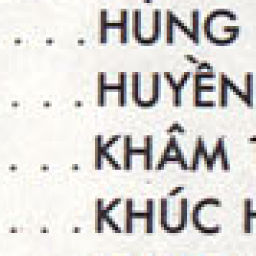 . . . HÙNG
. . . HUYỀN
. . . KHÂM
. . . KHÚC